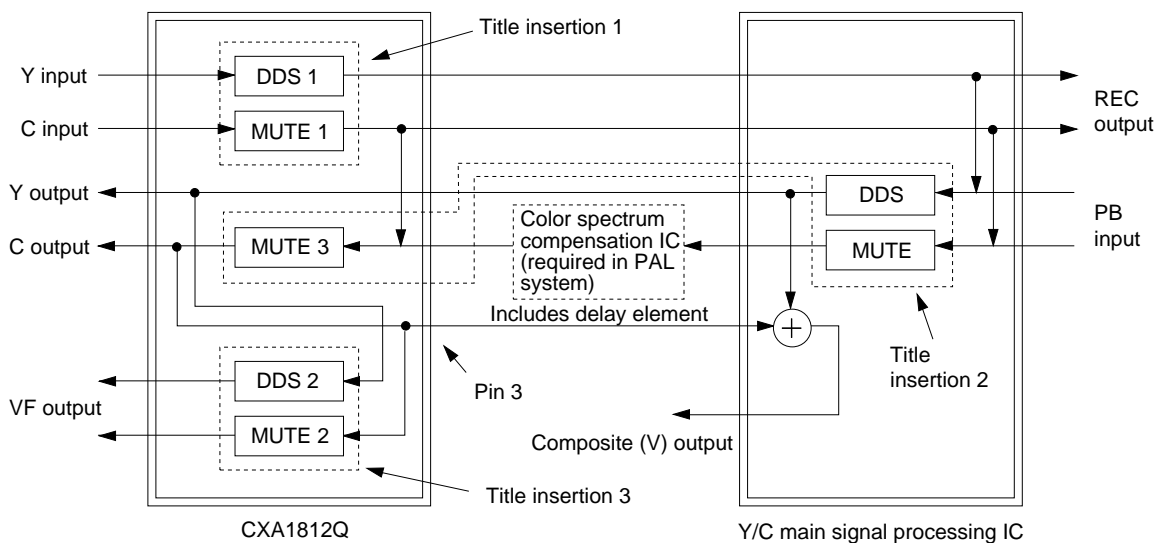 Title insertion 1
Y input
DDS 1
C input
MUTE 1
REC
output
Y output
DDS
C output
MUTE 3
Color spectrum
compensation IC
(required in PAL
system)
MUTE
PB
input
Includes delay element
+
Title
insertion 2
DDS 2
Pin 3
VF output
MUTE 2
Composite (V) output
Title insertion 3
CXA1812Q
Y/C main signal processing IC